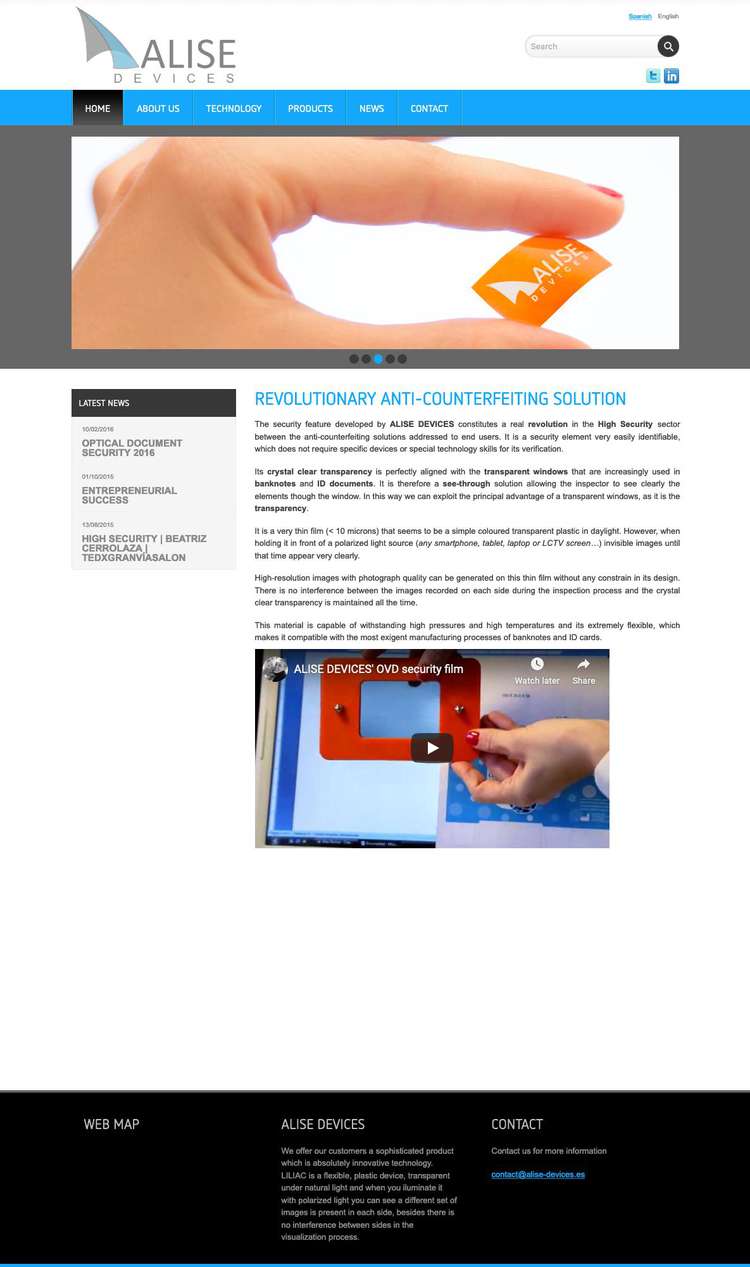 Spanish English
ALISE
DEVICES
Search
HOME ABOUT US TECHNOLOGY PRODUCTS NEWS CONTACT
ALISE
DEVICES
LATEST NEWS
10/02/2016
OPTICAL DOCUMENT
SECURITY 2016
01/10/2015
ENTREPRENEURIAL
SUCCESS
13/08/2015
HIGH SECURITY | BEATRIZ
CERROLAZA |
TEDXGRANVIASALON
REVOLUTIONARY ANTI-COUNTERFEITING SOLUTION
The security feature developed by ALISE DEVICES constitutes a real revolution in the High Security sector
between the anti-counterfeiting solutions addressed to end users. It is a security element very easily identifiable,
which does not require specific devices or special technology skills for its verification.
Its crystal clear transparency is perfectly aligned with the transparent windows that are increasingly used in
banknotes and ID documents. It is therefore a see-through solution allowing the inspector to see clearly the
elements though the window. In this way we can exploit the principal advantage of a transparent windows, as it is the
transparency.
It is a very thin film (< 10 microns) that seems to be a simple coloured transparent plastic in daylight. However, when
holding it in front of a polarized light source (any smartphone, tablet, laptop or LCTV screen…) invisible images until
that time appear very clearly.
High-resolution images with photograph quality can be generated on this thin film without any constrain in its design.
There is no interference between the images recorded on each side during the inspection process and the crystal
clear transparency is maintained all the time.
This material is capable of withstanding high pressures and high temperatures and its extremely flexible, which
makes it compatible with the most exigent manufacturing processes of banknotes and ID cards.
ALISE DEVICES' OVD security film
Watch later Share
WEB MAP
ALISE DEVICES
We offer our customers a sophisticated product
which is absolutely innovative technology.
LILIAC is a flexible, plastic device, transparent
under natural light and when you iluminate it
with polarized light you can see a different set of
images is present in each side, besides there is
no interference between sides in the
visualization process.
CONTACT
Contact us for more information
contact@alise-devices.es